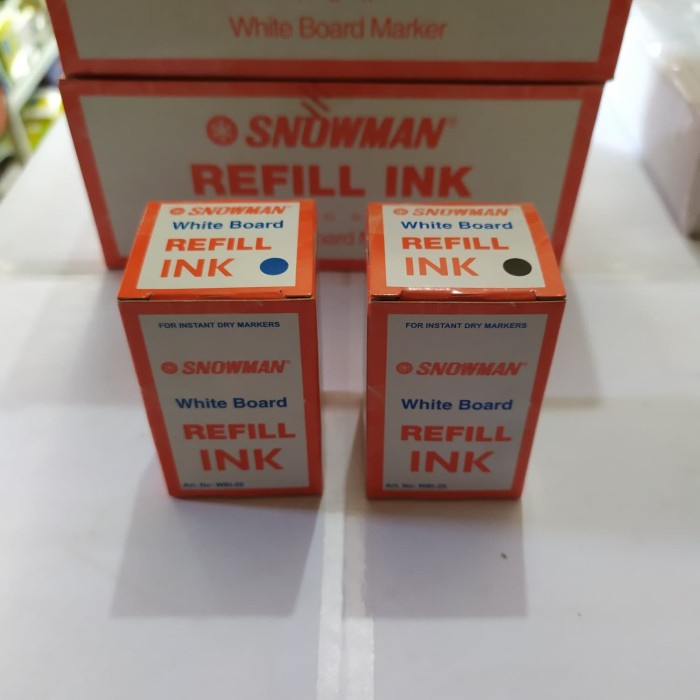 White Board Marker
SNOWMAN
REFILL INK
SNOWMAN
White Board
REFILL
INK
FOR INSTANT DRY MARKERS
SNOWMAN
White Board
REFILL
INK
SNOWMAN
White Board
REFILL
INK
FOR INSTANT DRY MARKERS
SNOWMAN
White Board
REFILL
INK